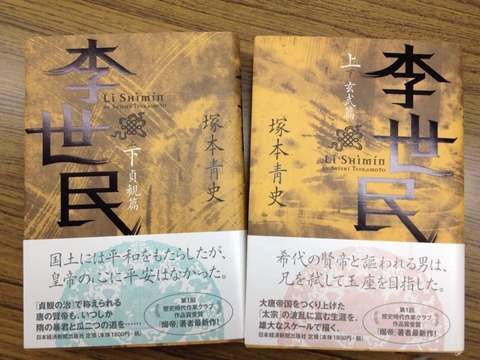 李世民
Li Shimin
BY SEISHI TSUKAMOTO
下 貞観篇
塚本青史
国土には平和をもたらしたが、
皇帝の心に平安はなかった。
「貞観の治」で称えられる
唐の賢帝も、いつしか
隋の暴君と瓜二つの道を……
第1回
歴史時代作家クラブ
作品賞受賞
『煬帝』著者最新作!
日本経済新聞出版社 定価(本体1800円+税)
李世民
Li Shimin
BY SEISHI TSUKAMOTO
上 玄武篇
塚本青史
希代の賢帝と謳われる男は、
兄を弑して玉座を目指した。
大唐帝国をつくり上げた
「太宗」の波乱に富む生涯を、
雄大なスケールで描く。
第1回
歴史時代作家クラブ
作品賞受賞
『煬帝』著者最新作!